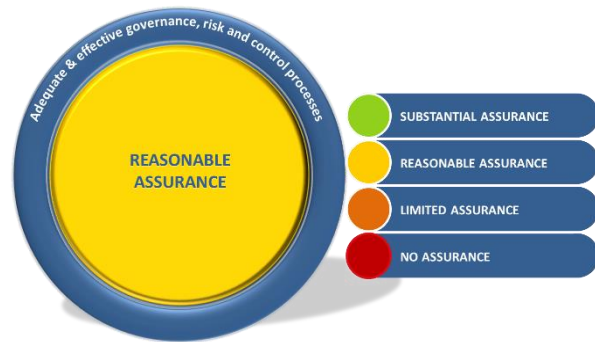 Adequate & effective governance, risk and control processes
REASONABLE
ASSURANCE
SUBSTANTIAL ASSURANCE
REASONABLE ASSURANCE
LIMITED ASSURANCE
NO ASSURANCE